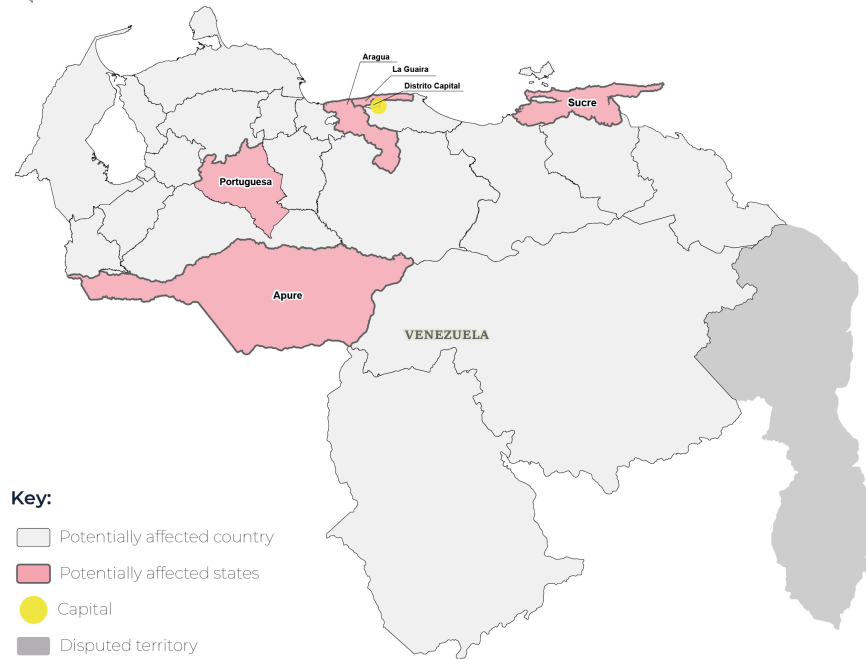 Aragua
La Guaira
Distrito Capital
Sucre
Portuguesa
Apure
VENEZUELA
Key:
Potentially affected country
Potentially affected states
Capital
Disputed territory